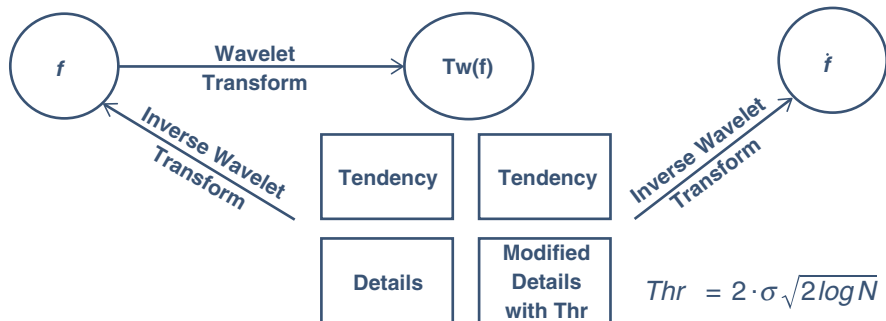 f
Wavelet
Transform
Tw(f)
ḟ
Inverse Wavelet
Transform
Inverse Wavelet
Transform
Tendency
Tendency
Details
Modified
Details
with Thr
Thr = 2·σ√2logN